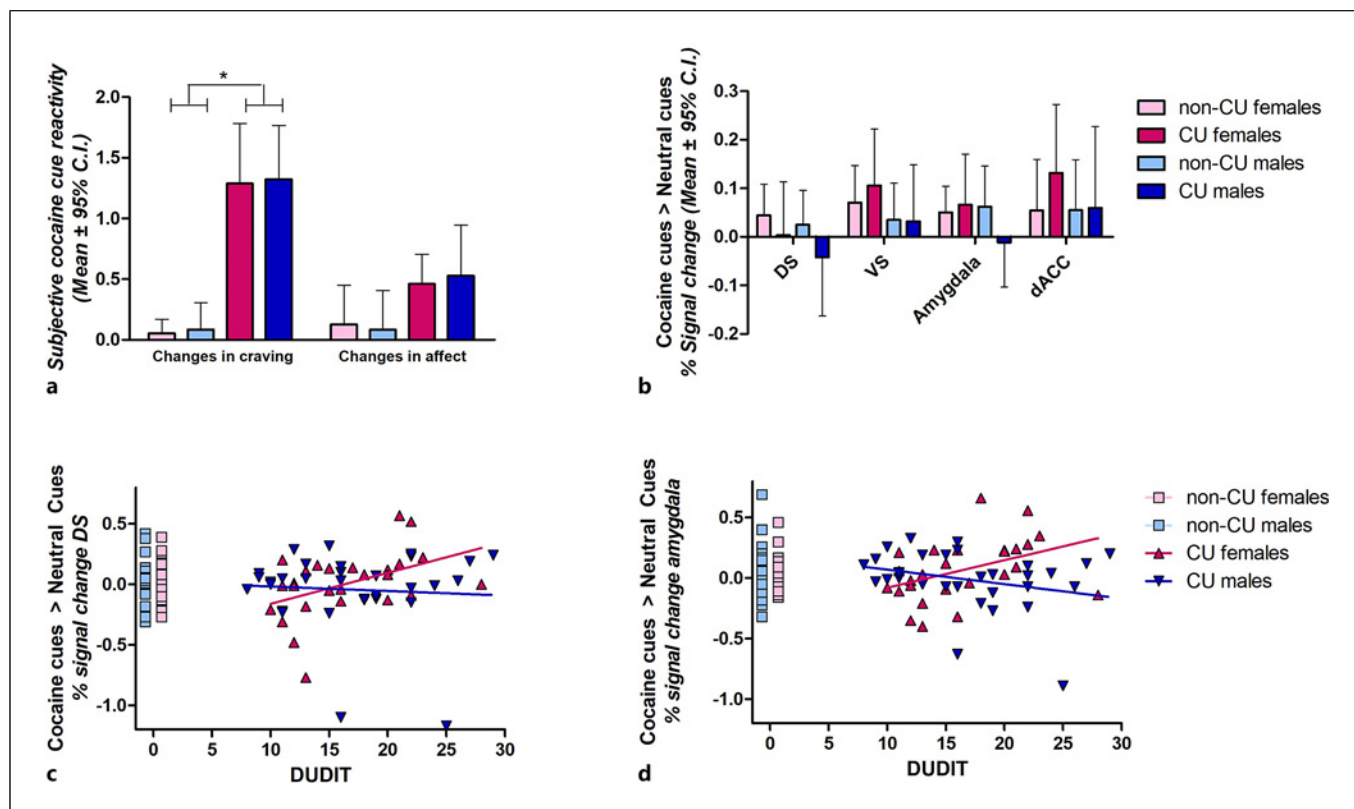 *
Subjective cocaine cue reactivity
(Mean ± 95% C.I.)
2.0
1.5
1.0
0.5
0.0
Changes in craving
Changes in affect
a
Cocaine cues > Neutral cues
% Signal change (Mean ± 95% C.I.)
0.3
0.2
0.1
0.0
-0.1
-0.2
DS
VS
Amygdala
dACC
non-CU females
CU females
non-CU males
CU males
b
Cocaine cues > Neutral Cues
% signal change DS
0.5
0.0
-0.5
-1.0
0
5
10
15
20
25
30
DUDIT
c
Cocaine cues > Neutral Cues
% signal change amygdala
0.5
0.0
-0.5
-1.0
0
5
10
15
20
25
30
DUDIT
non-CU females
non-CU males
CU females
CU males
d